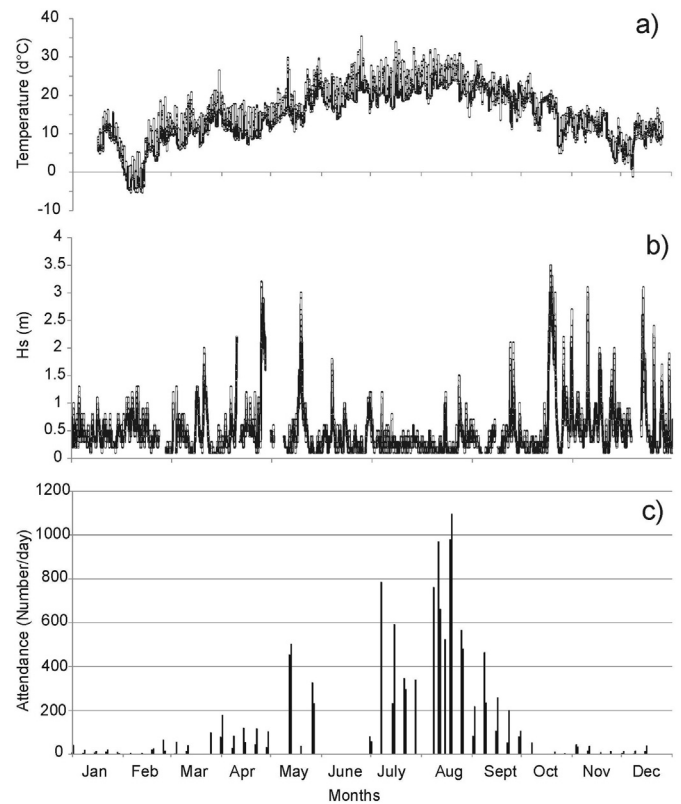 a)
Temperature (d°C)
40
30
20
10
0
-10
b)
Hs (m)
4
3.5
3
2.5
2
1.5
1
0.5
0
c)
Attendance (Number/day)
1200
1000
800
600
400
200
0
Jan Feb Mar Apr May June July Aug Sept Oct Nov Dec
Months